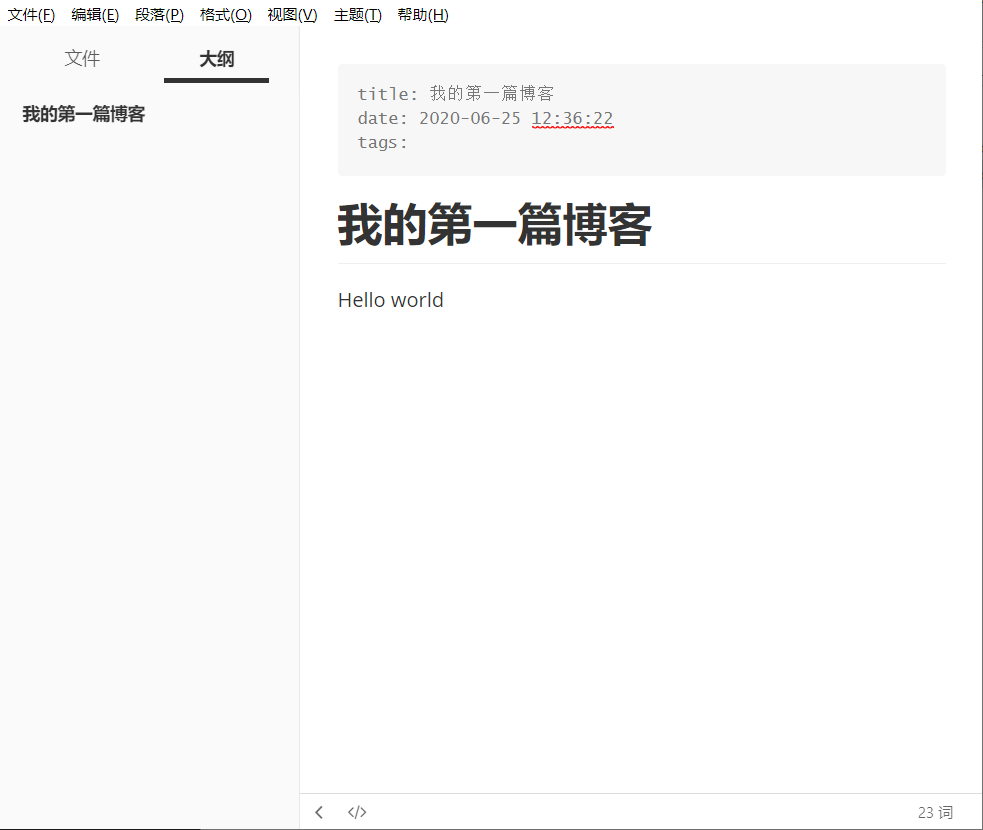 文件(F) 编辑(E) 段落(P) 格式(O) 视图(V) 主题(T) 帮助(H)
文件 大纲
我的第一篇博客
title: 我的第一篇博客
date: 2020-06-25 12:36:22
tags:
我的第一篇博客
Hello world
</> 23 词